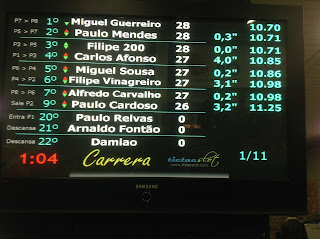 P7 > P8 1º Miguel Guerreiro 28 10.70
P5 > P7 2º Paulo Mendes 28 0,3" 10.71
P2 > P5 3º Filipe 200 28 0,0" 10.71
P3 > P1 4º Carlos Afonso 27 4,0" 10.85
P6 > P4 5º Miguel Sousa 27 0,2" 10.86
P4 > P2 6º Filipe Vinagreiro 27 3,1" 10.98
P8 > P6 7º Alfredo Carvalho 27 0,2" 10.98
Sale P2 9º Paulo Cardoso 26 3,2" 11.25
Entra P1 20º Paulo Relvas 0
Descansa 21º Arnaldo Fontão 0
Descansa 22º Damiao 0
1:04 Carrera tictacslot 1/11
SAMSUNG